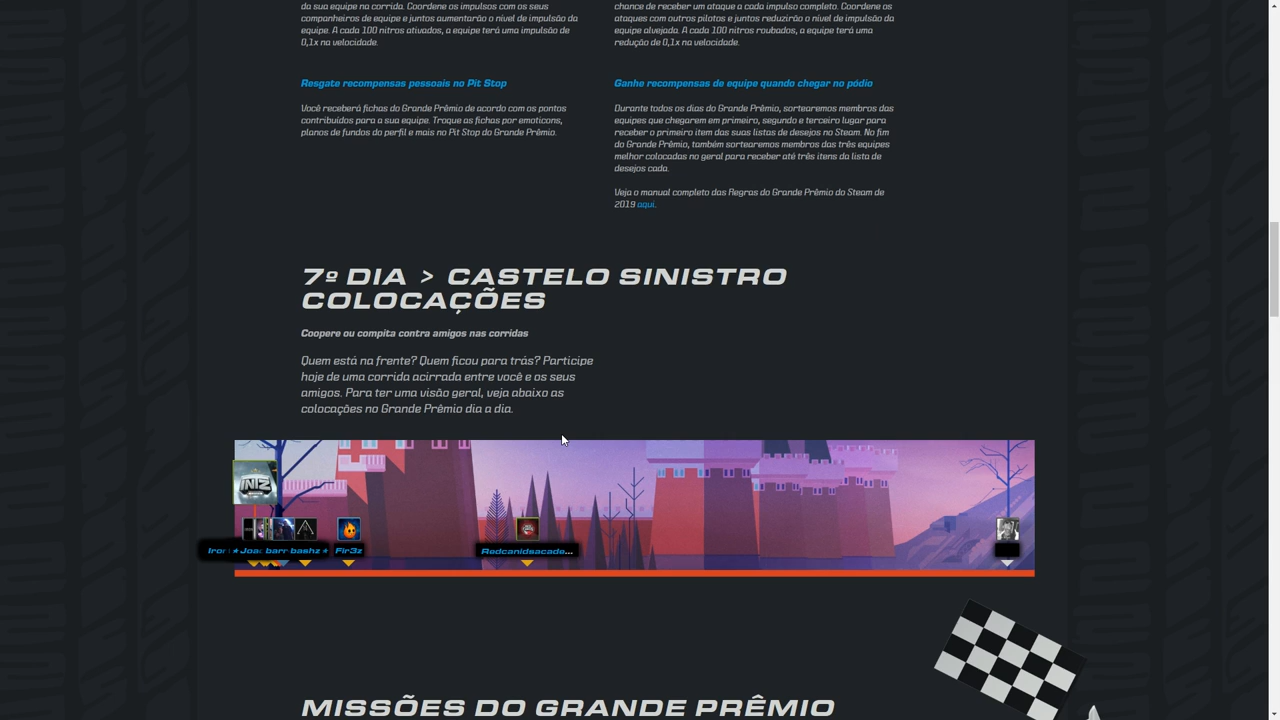 da sua equipe na corrida. Coordene os impulsos com os seus
companheiros de equipe e juntos aumentarão o nível de impulsão da
equipe. A cada 100 nitros ativados, a equipe terá uma impulsão de
0,1x na velocidade.
chance de receber um ataque a cada impulso completo. Coordene os
ataques com outros pilotos e juntos reduzirão o nível de impulsão da
equipe alvejada. A cada 100 nitros roubados, a equipe terá uma
redução de 0,1x na velocidade.
Resgate recompensas pessoais no Pit Stop
Você receberá fichas do Grande Prêmio de acordo com os pontos
contribuídos para a sua equipe. Troque as fichas por emoticons,
planos de fundos do perfil e mais no Pit Stop do Grande Prêmio.
Ganhe recompensas de equipe quando chegar no pódio
Durante todos os dias do Grande Prêmio, sortearemos membros das
equipes que chegarem em primeiro, segundo e terceiro lugar para
receber o primeiro item das suas listas de desejos no Steam. No fim
do Grande Prêmio, também sortearemos membros das três equipes
melhor colocadas no geral para receber até três itens da lista de
desejos cada.
Veja o manual completo das Regras do Grande Prêmio do Steam de
2019 aqui.
7º DIA > CASTELO SINISTRO
COLOCAÇÕES
Coopere ou compita contra amigos nas corridas
Quem está na frente? Quem ficou para trás? Participe
hoje de uma corrida acirrada entre você e os seus
amigos. Para ter uma visão geral, veja abaixo as
colocações no Grande Prêmio dia a dia.
INTZ
bashz ★ Fir3z Redcanidsacade...
MISSÕES DO GRANDE PRÊMIO